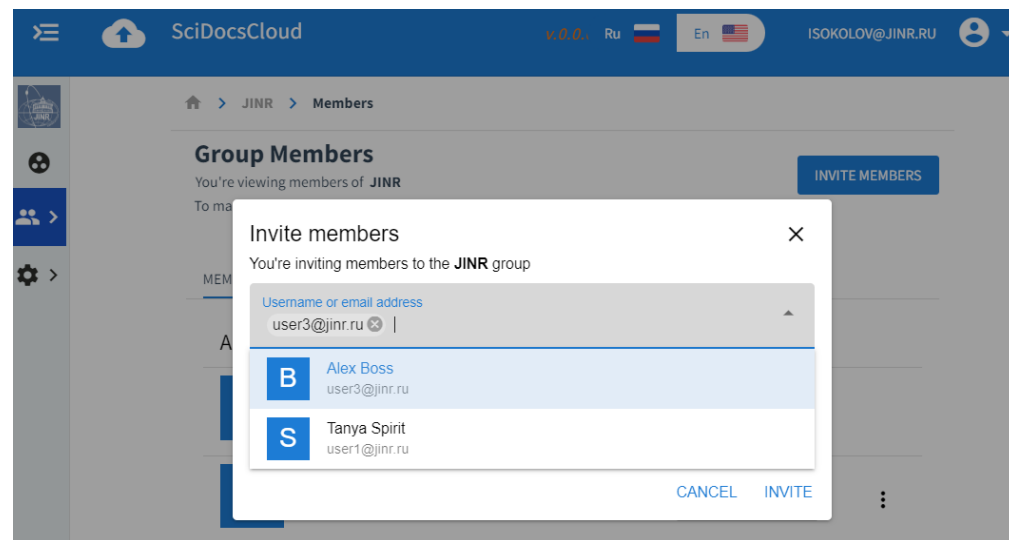 SciDocsCloud
v.0.0. Ru En ISOKOLOV@JINR.RU
JINR
JINR > Members
Group Members
You're viewing members of JINR
INVITE MEMBERS
To ma
Invite members
You're inviting members to the JINR group
MEM
Username or email address
user3@jinr.ru
A
B Alex Boss
user3@jinr.ru
S Tanya Spirit
user1@jinr.ru
CANCEL INVITE